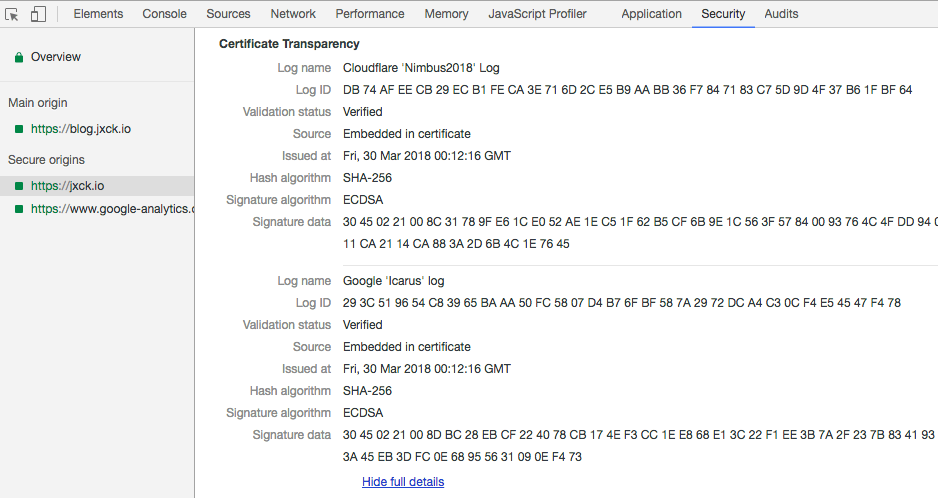 Elements Console Sources Network Performance Memory JavaScript Profiler Application Security Audits
Overview
Main origin
https://blog.jxck.io
Secure origins
https://jxck.io
https://www.google-analytics.c
Certificate Transparency
Log name Cloudflare 'Nimbus2018' Log
Log ID DB 74 AF EE CB 29 EC B1 FE CA 3E 71 6D 2C E5 B9 AA BB 36 F7 84 71 83 C7 5D 9D 4F 37 B6 1F BF 64
Validation status Verified
Source Embedded in certificate
Issued at Fri, 30 Mar 2018 00:12:16 GMT
Hash algorithm SHA-256
Signature algorithm ECDSA
Signature data 30 45 02 21 00 8C 31 78 9F E6 1C E0 52 AE 1E C5 1F 62 B5 CF 6B 9E 1C 56 3F 57 84 00 93 76 4C 4F DD 94
11 CA 21 14 CA 88 3A 2D 6B 4C 1E 76 45
Log name Google 'Icarus' log
Log ID 29 3C 51 96 54 C8 39 65 BA AA 50 FC 58 07 D4 B7 6F BF 58 7A 29 72 DC A4 C3 0C F4 E5 45 47 F4 78
Validation status Verified
Source Embedded in certificate
Issued at Fri, 30 Mar 2018 00:12:16 GMT
Hash algorithm SHA-256
Signature algorithm ECDSA
Signature data 30 45 02 21 00 8D BC 28 EB CF 22 40 78 CB 17 4E F3 CC 1E E8 68 E1 3C 22 F1 EE 3B 7A 2F 23 7B 83 41 93
3A 45 EB 3D FC 0E 68 95 56 31 09 0E F4 73
Hide full details